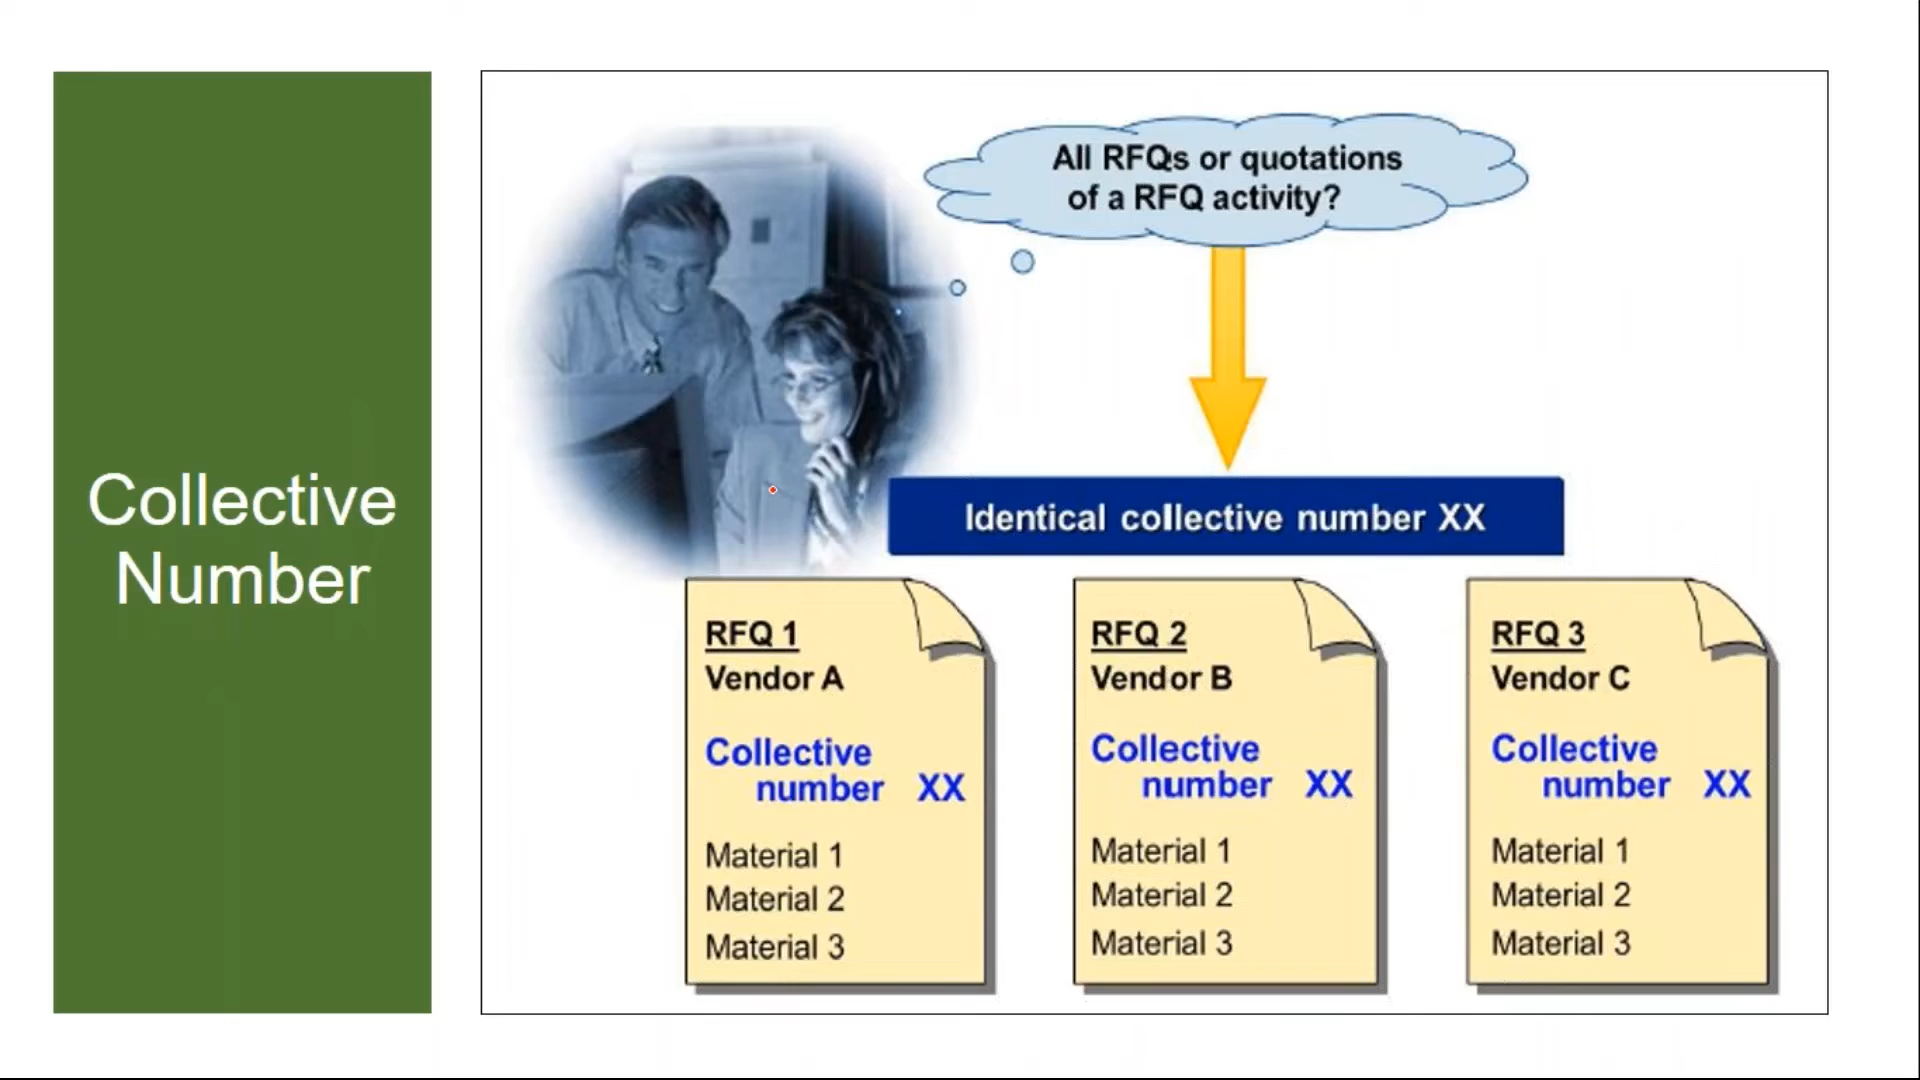 Collective
Number
All RFQs or quotations
of a RFQ activity?
Identical collective number XX
RFQ 1
Vendor A
Collective
number XX
Material 1
Material 2
Material 3
RFQ 2
Vendor B
Collective
number XX
Material 1
Material 2
Material 3
RFQ 3
Vendor C
Collective
number XX
Material 1
Material 2
Material 3